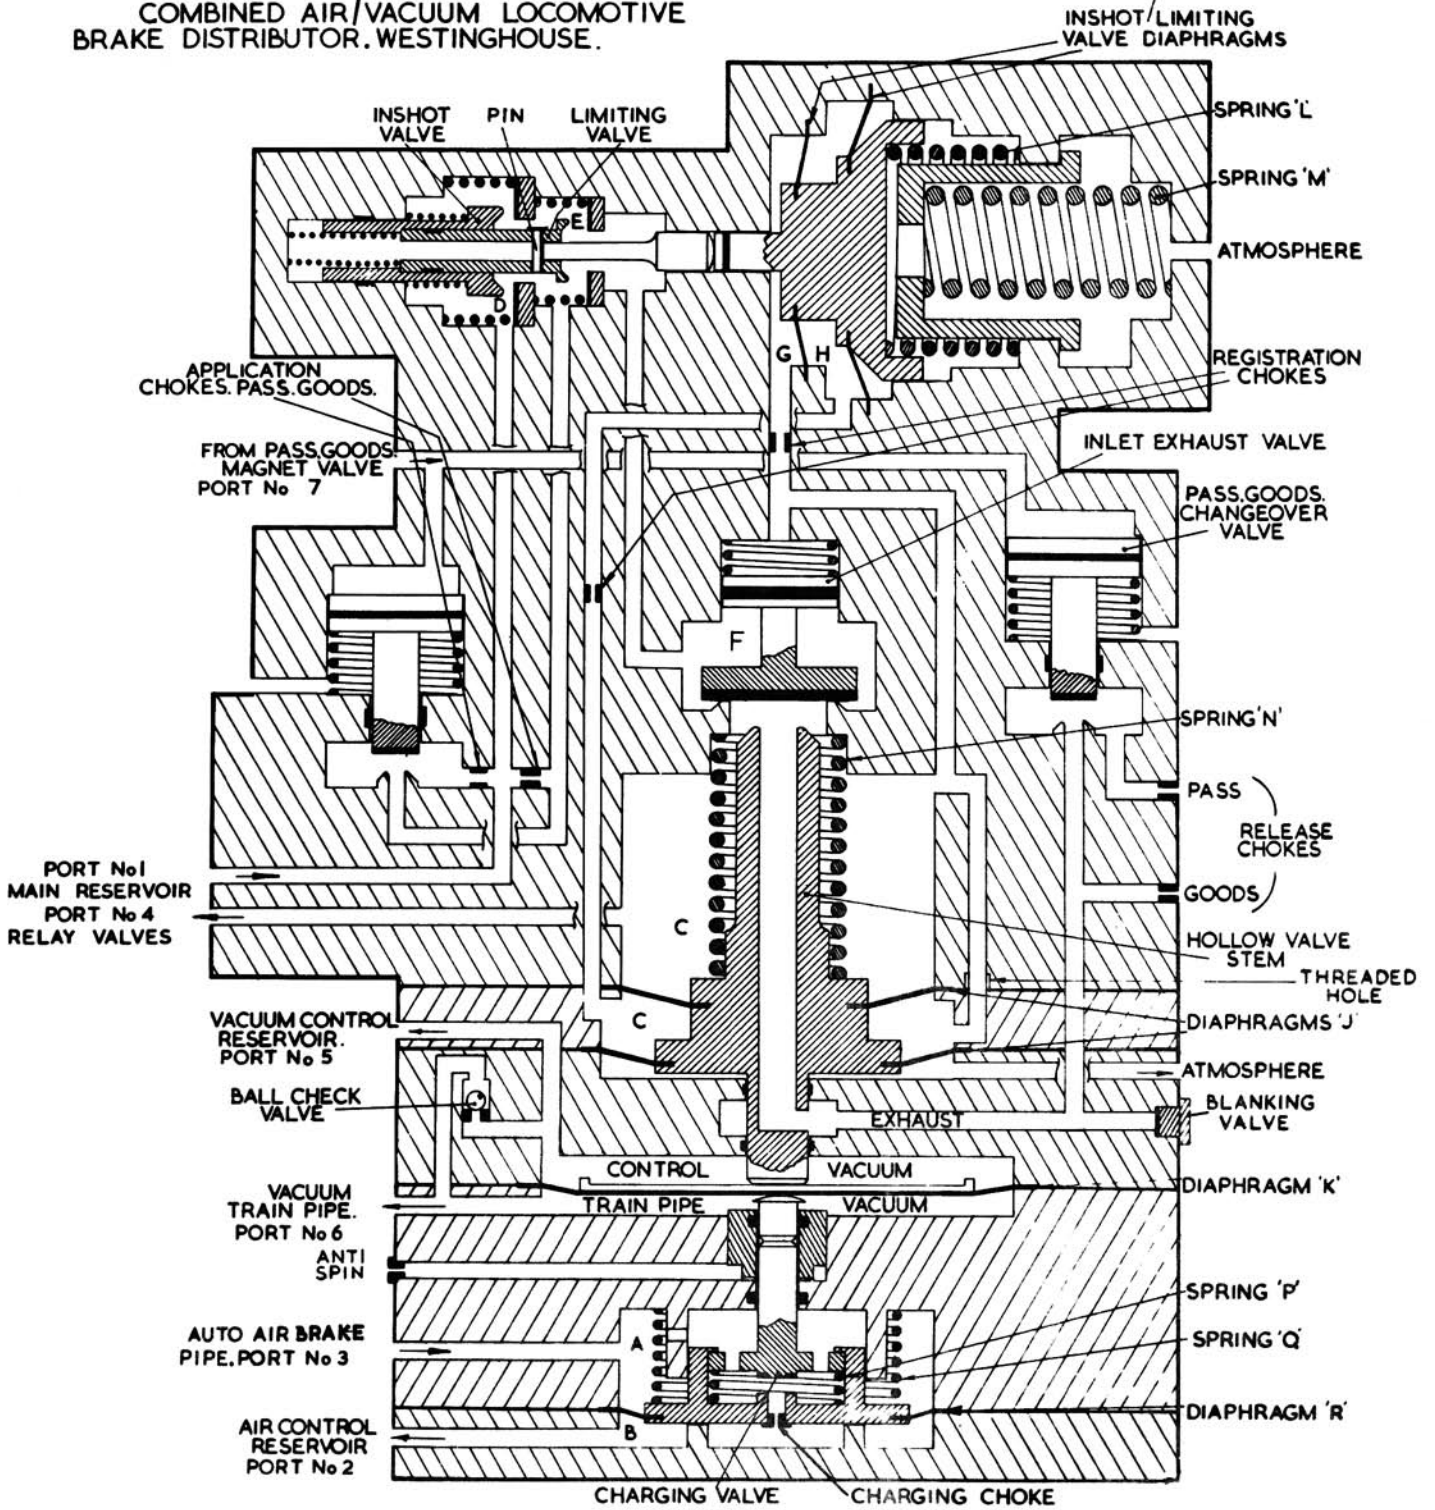 COMBINED AIR/VACUUM LOCOMOTIVE
BRAKE DISTRIBUTOR. WESTINGHOUSE.
INSHOT/LIMITING
VALVE DIAPHRAGMS
INSHOT
VALVE
PIN
LIMITING
VALVE
SPRING 'L'
SPRING 'M'
ATMOSPHERE
E
D
G
H
APPLICATION
CHOKES. PASS. GOODS.
REGISTRATION
CHOKES
FROM PASS. GOODS.
MAGNET VALVE
PORT No 7
INLET EXHAUST VALVE
PASS. GOODS.
CHANGEOVER
VALVE
F
SPRING 'N'
PASS
RELEASE
CHOKES
GOODS
PORT No 1
MAIN RESERVOIR
PORT No 4
RELAY VALVES
C
HOLLOW VALVE
STEM
THREADED
HOLE
C
VACUUM CONTROL
RESERVOIR.
PORT No 5
DIAPHRAGMS 'J'
ATMOSPHERE
BALL CHECK
VALVE
EXHAUST
BLANKING
VALVE
CONTROL VACUUM
DIAPHRAGM 'K'
VACUUM
TRAIN PIPE.
PORT No 6
TRAIN PIPE VACUUM
ANTI
SPIN
SPRING 'P'
AUTO AIR BRAKE
PIPE. PORT No 3
A
SPRING 'Q'
AIR CONTROL
RESERVOIR
PORT No 2
B
DIAPHRAGM 'R'
CHARGING VALVE
CHARGING CHOKE